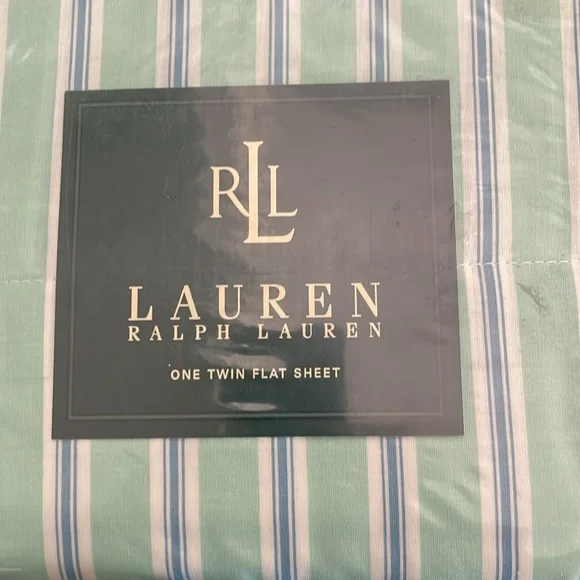 RLL
LAUREN
RALPH LAUREN
ONE TWIN FLAT SHEET